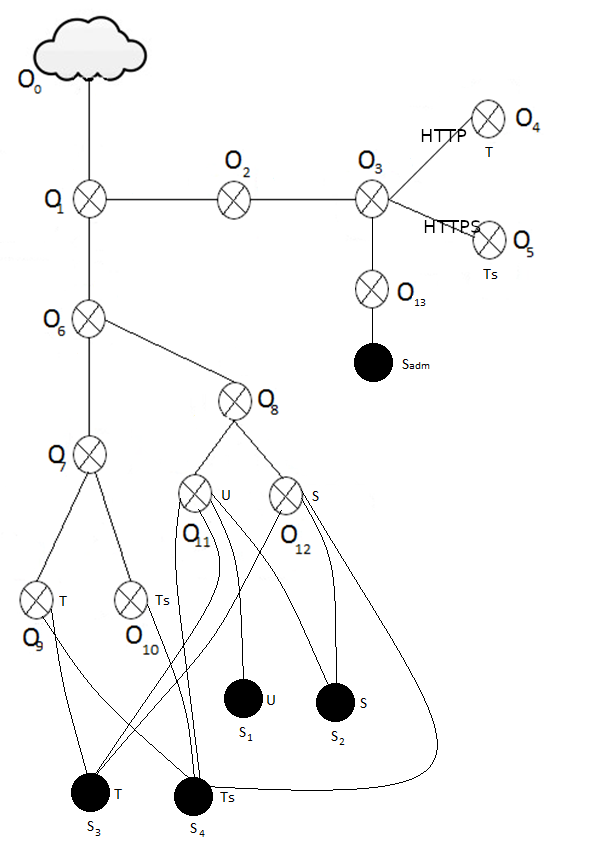 O₀
HTTP
O₄
T
O₂
O₃
O₁
HTTPS
O₅
Ts
O₁₃
O₆
Sadm
O₈
O₇
U
S
O₁₁
O₁₂
T
Ts
O₉
O₁₀
U
S
S₁
S₂
T
Ts
S₃
S₄